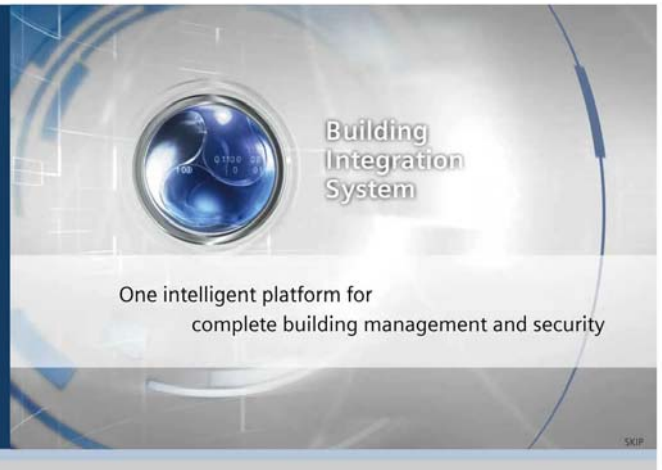 Building
Integration
System
One intelligent platform for
complete building management and security
SKIP